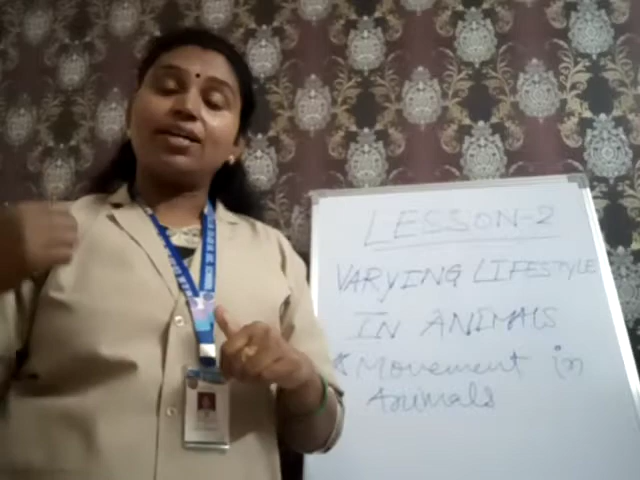 LESSON-2
VARYING LIFESTYLE
IN ANIMALS
*Movement in
Animals